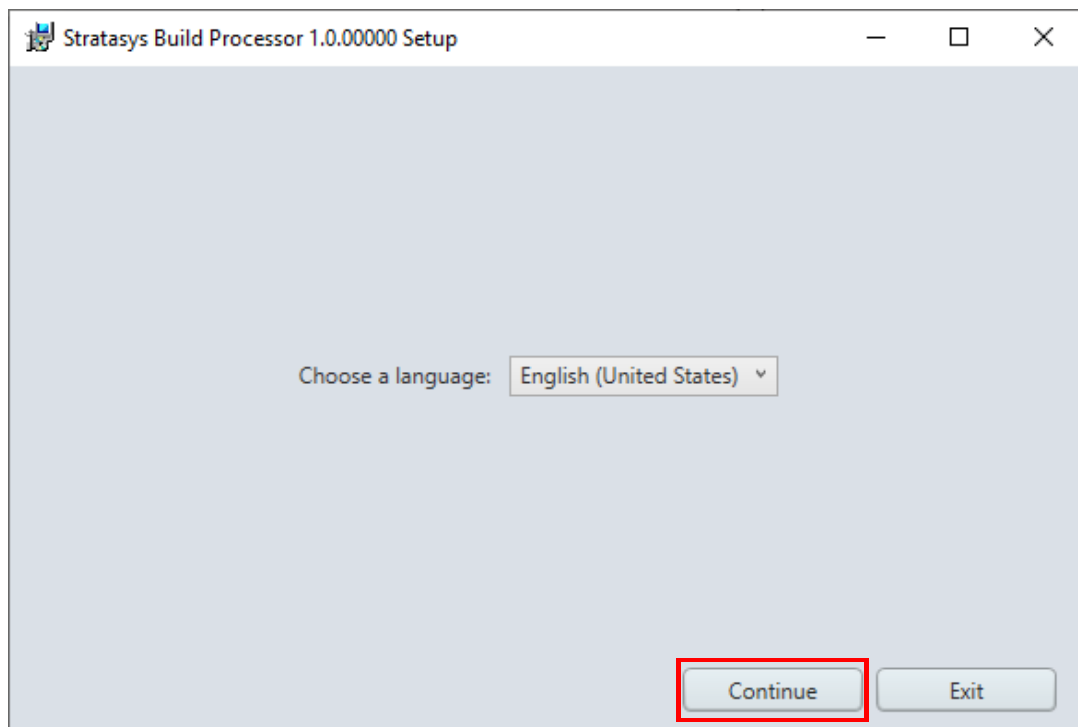 Stratasys Build Processor 1.0.00000 Setup
Choose a language: English (United States)
Continue Exit